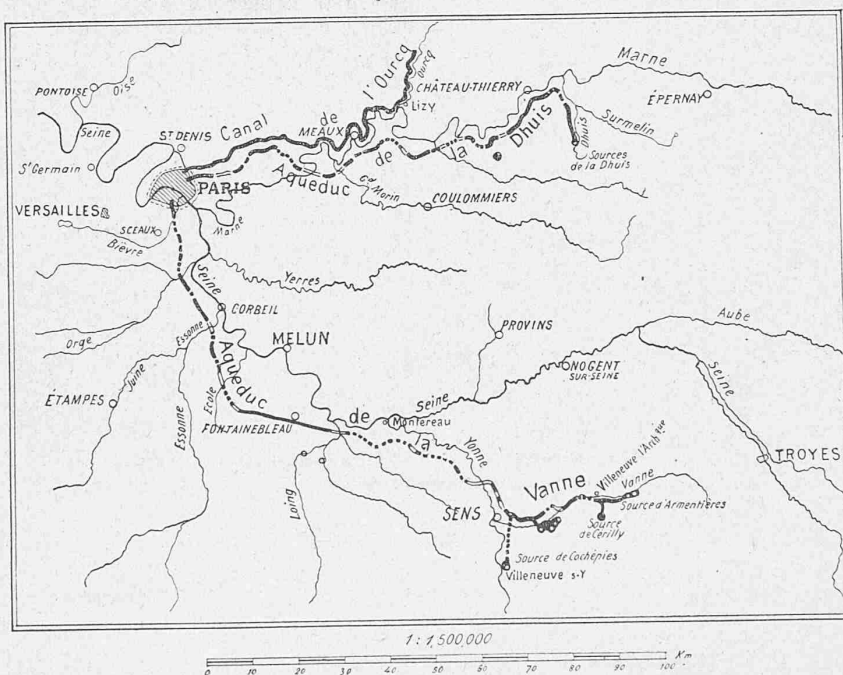 Marne
l'Ourcq
Ourcq
PONTOISE
Oise
CHÂTEAU-THIERRY
ÉPERNAY
Lizy
Seine
ST DENIS
Canal
de
MEAUX
Dhuis
Surmelin
Dhuis
la
de
Sources
de la Dhuis
St Germain
PARIS
Aqueduc
Gd Morin
COULOMMIERS
VERSAILLES
SCEAUX
Marne
Bièvre
Seine
Yerres
CORBEIL
PROVINS
Aube
Orge
Essonne
MELUN
NOGENT
SUR-SEINE
Seine
Juine
Aqueduc
ÉTAMPES
Essonne
École
de
Seine
Montereau
FONTAINEBLEAU
la
Yonne
TROYES
Villeneuve l'Archque
Vanne
Vanne
Loing
SENS
Source d'Armentières
Source
de Cérilly
Source de Cochépies
Villeneuve s-Y
1:1,500,000
Km
0 10 20 30 40 50 60 70 80 90 100